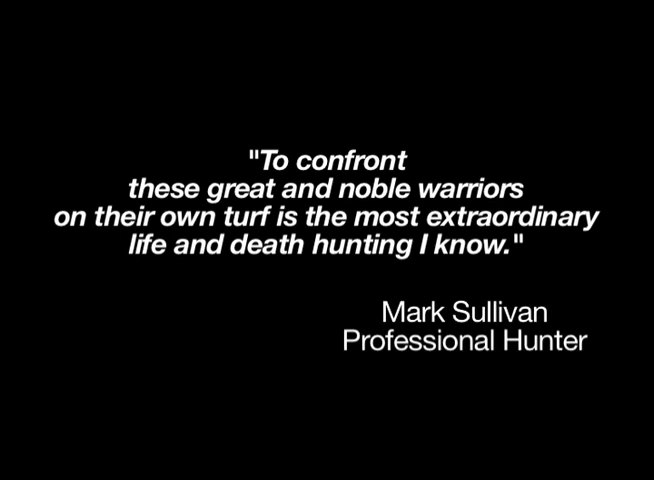 "To confront
these great and noble warriors
on their own turf is the most extraordinary
life and death hunting I know."
Mark Sullivan
Professional Hunter